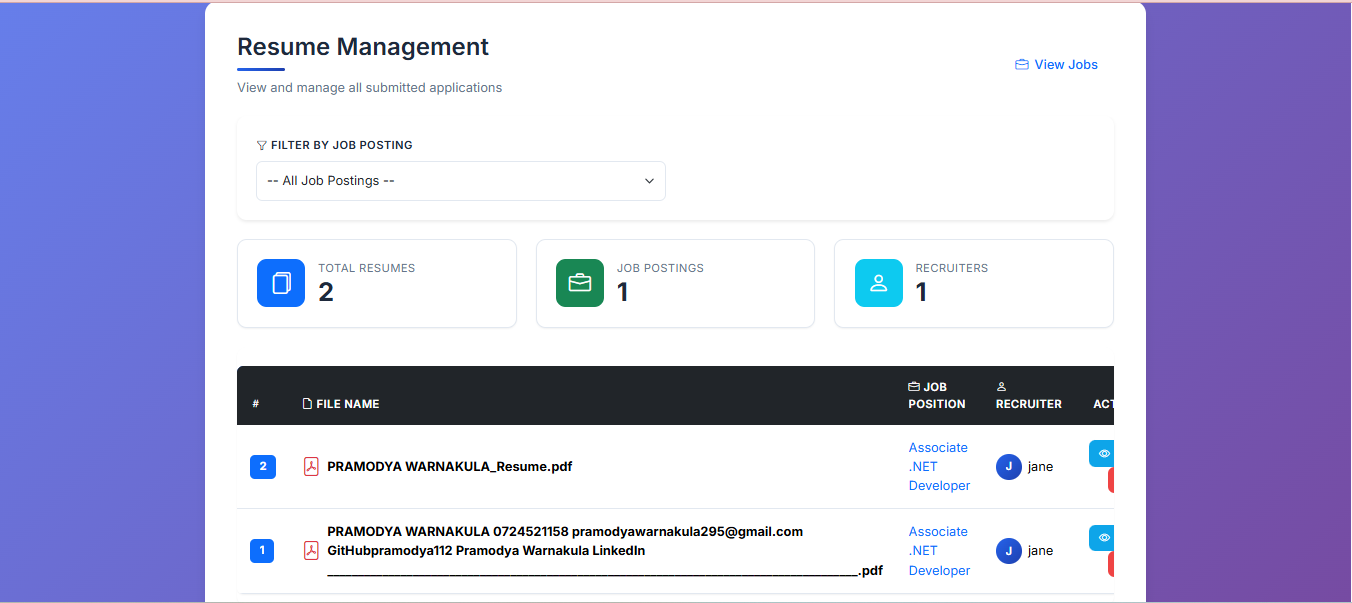 Resume Management
View Jobs
View and manage all submitted applications
FILTER BY JOB POSTING
-- All Job Postings --
TOTAL RESUMES
2
JOB POSTINGS
1
RECRUITERS
1
# FILE NAME JOB POSITION RECRUITER ACT
2 PRAMODYA WARNAKULA_Resume.pdf
Associate
.NET
Developer
J jane
1
PRAMODYA WARNAKULA 0724521158 pramodyawarnakula295@gmail.com
GitHubpramodya112 Pramodya Warnakula LinkedIn
_______________________________________________________________________________.pdf
Associate
.NET
Developer
J jane